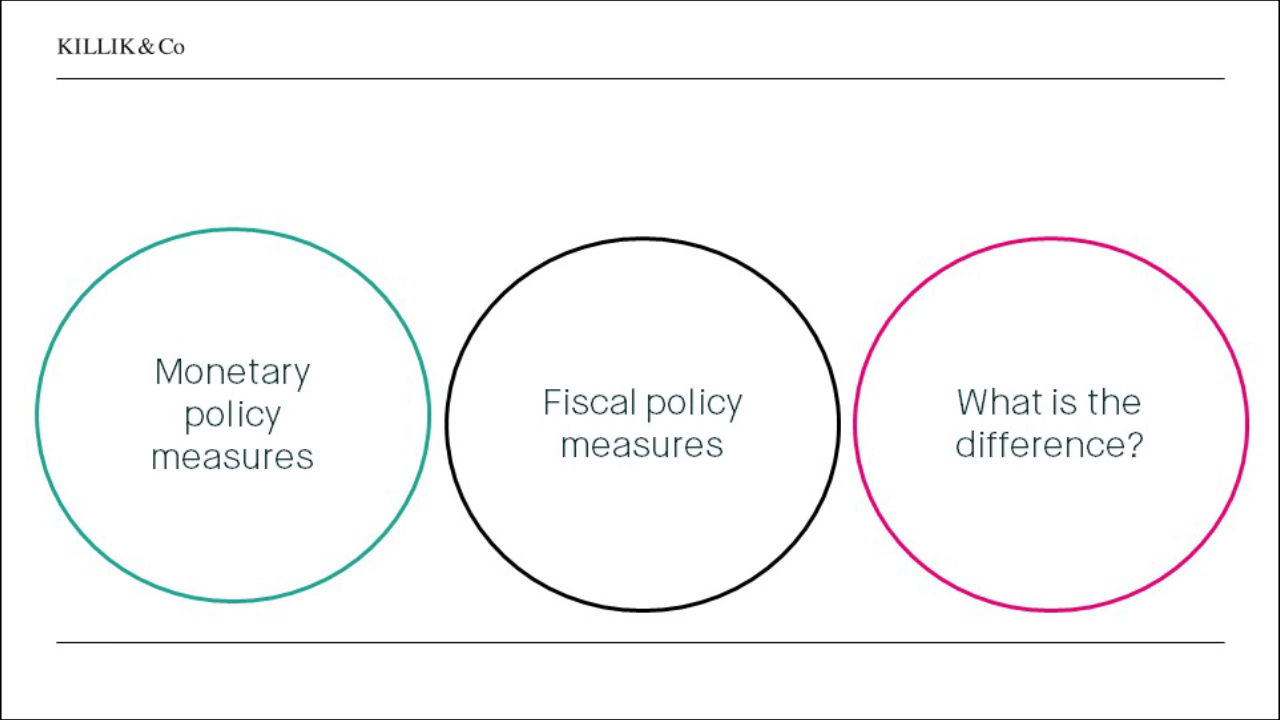 KILLIK & Co
Monetary
policy
measures
Fiscal policy
measures
What is the
difference?